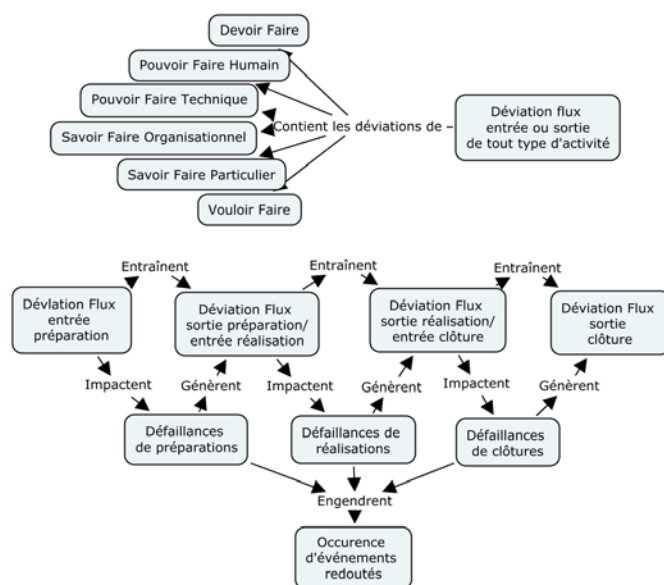 Devoir Faire
Pouvoir Faire Humain
Pouvoir Faire Technique
Savoir Faire Organisationnel
Savoir Faire Particulier
Vouloir Faire
Contient les déviations de
Déviation flux
entrée ou sortie
de tout type d'activité
Entraînent
Entraînent
Entraînent
Dévlation Flux
entrée
préparation
Déviation Flux
sortie préparation/
entrée réalisation
Déviation Flux
sortie réalisation/
entrée clôture
Déviation Flux
sortie
clôture
Impactent
Génèrent
Impactent
Génèrent
Impactent
Génèrent
Défaillances
de préparations
Défaillances de
réalisations
Défaillances
de clôtures
Engendrent
Occurence
d'événements
redoutés